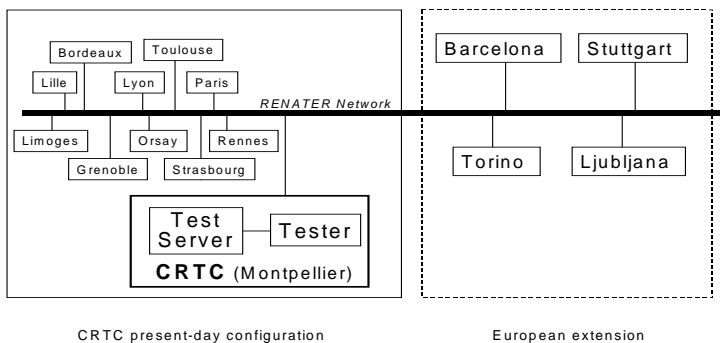 Bordeaux
Toulouse
Barcelona
Stuttgart
Lille
Lyon
Paris
RENATER Network
Limoges
Orsay
Rennes
Grenoble
Strasbourg
Torino
Ljubljana
Test
Server
Tester
CRTC (Montpellier)
CRTC present-day configuration
European extension